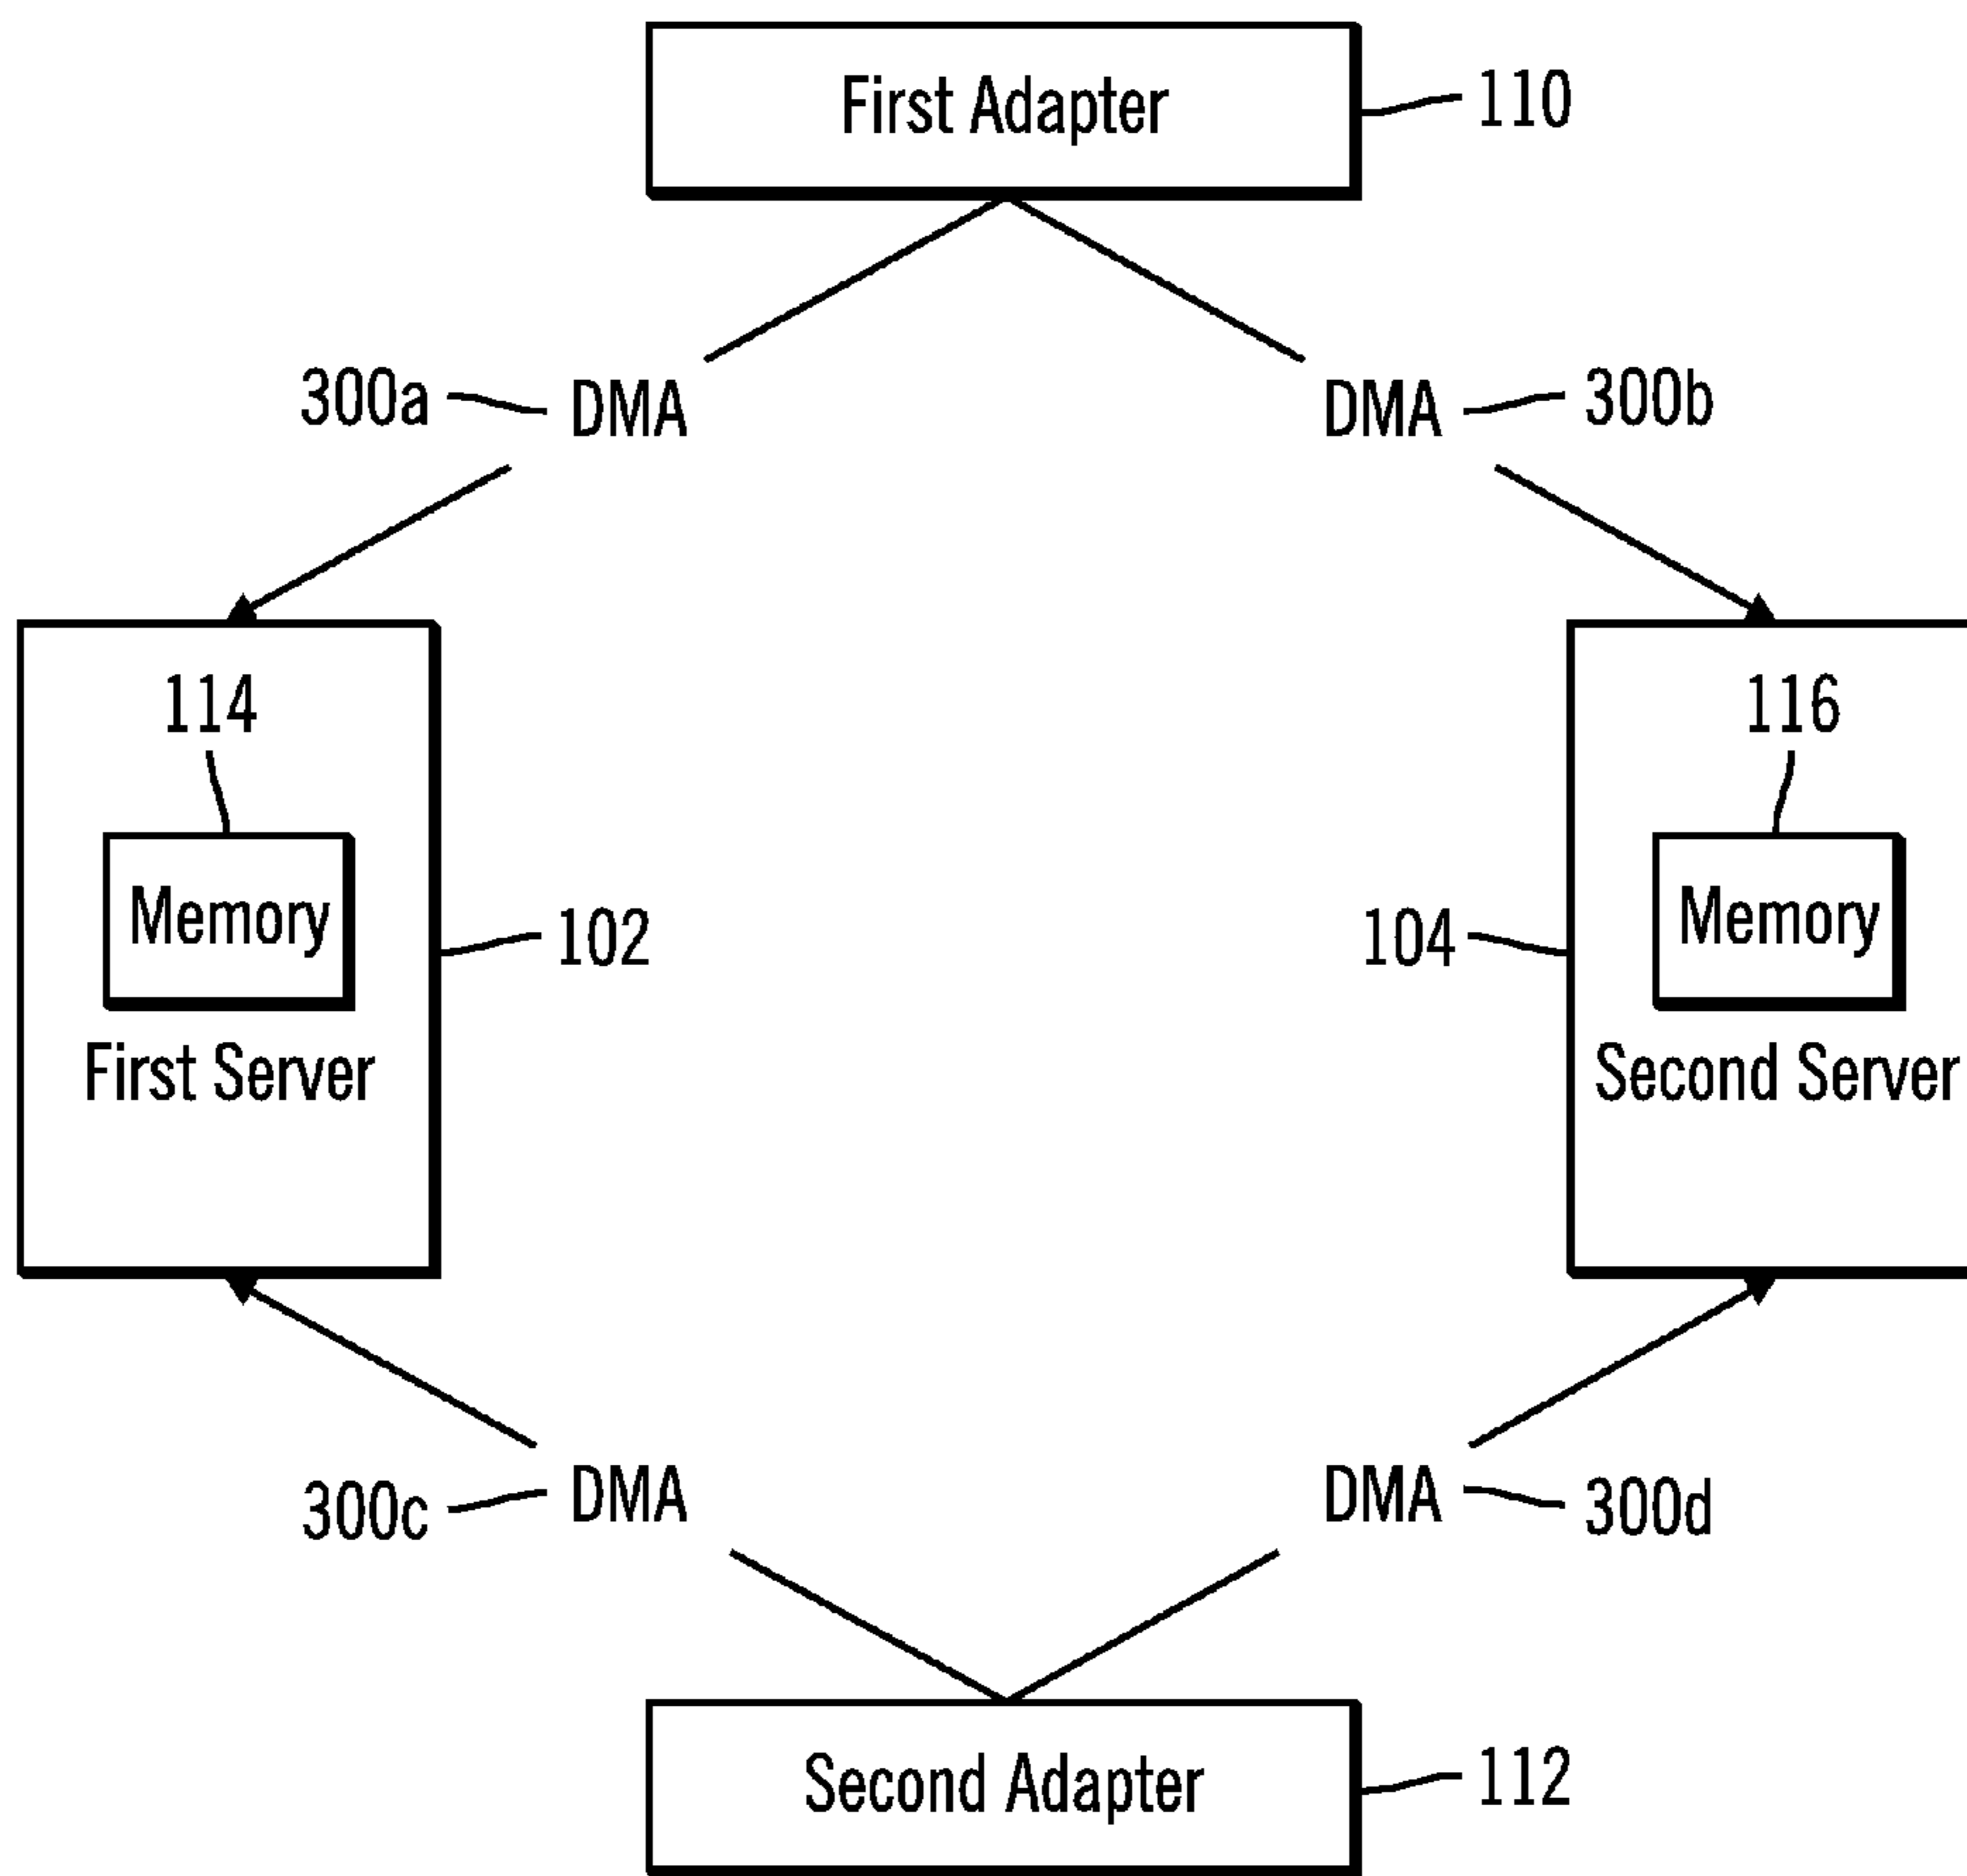 First Adapter
110
300a
DMA
DMA
300b
114
116
Memory
102
104
Memory
First Server
Second Server
300c
DMA
DMA
300d
Second Adapter
112